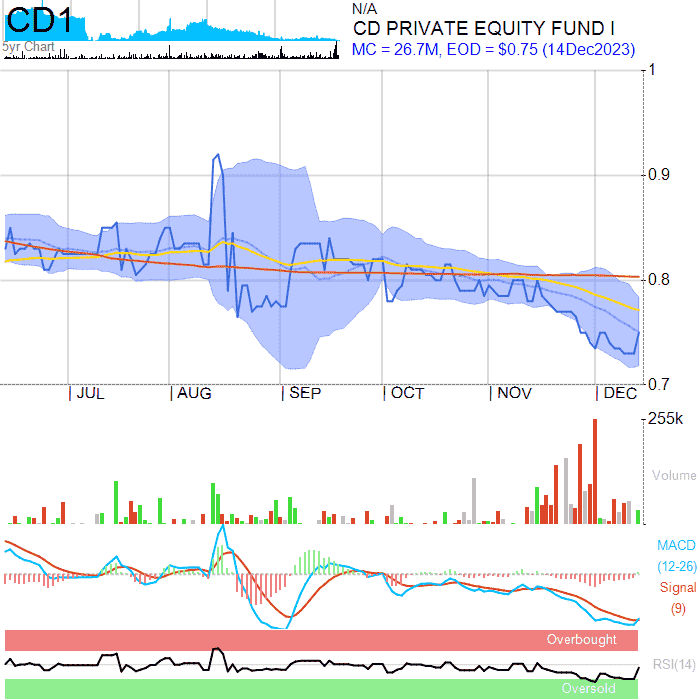 CD1
5yr Chart
N/A
CD PRIVATE EQUITY FUND I
MC = 26.7M, EOD = $0.75 (14Dec2023)
1
0.9
0.8
0.7
JUL AUG SEP OCT NOV DEC
255k
Volume
MACD
(12-26)
Signal
(9)
Overbought
RSI(14)
Oversold